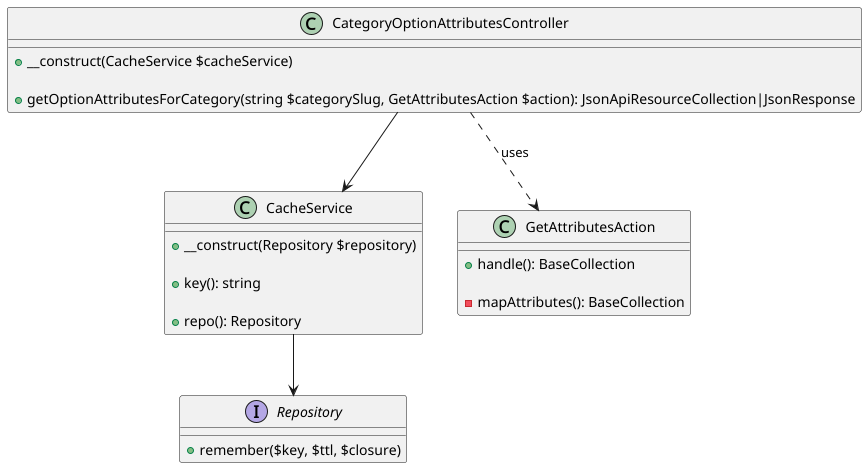 C CategoryOptionAttributesController
__construct(CacheService $cacheService)
getOptionAttributesForCategory(string $categorySlug, GetAttributesAction $action): JsonApiResourceCollection|JsonResponse
uses
C CacheService
__construct(Repository $repository)
key(): string
repo(): Repository
C GetAttributesAction
handle(): BaseCollection
mapAttributes(): BaseCollection
I Repository
remember($key, $ttl, $closure)